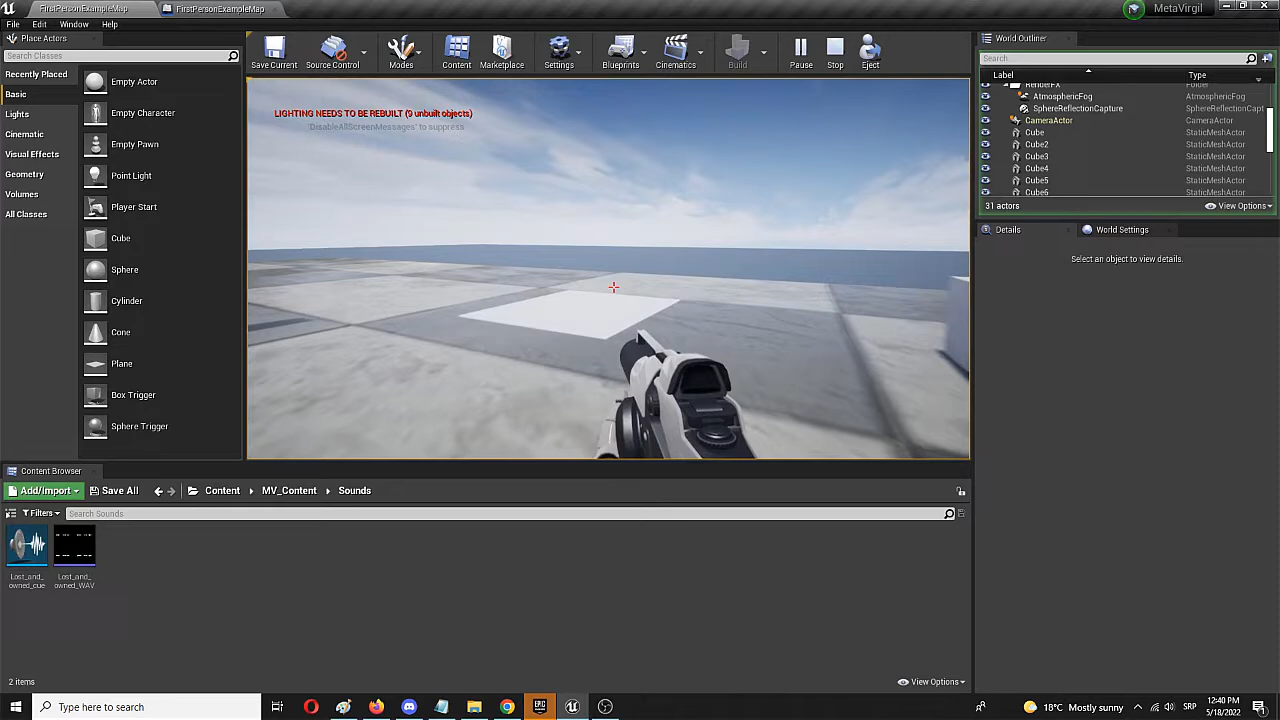 FirstPersonExampleMap
FirstPersonExampleMap
MetaVirgil
File Edit Window Help
Place Actors
Search Classes
Recently Placed
Basic
Lights
Cinematic
Visual Effects
Geometry
Volumes
All Classes
Empty Actor
Empty Character
Empty Pawn
Point Light
Player Start
Cube
Sphere
Cylinder
Cone
Plane
Box Trigger
Sphere Trigger
Save Current
Source Control
Modes
Content
Marketplace
Settings
Blueprints
Cinematics
Build
Pause
Stop
Eject
LIGHTING NEEDS TO BE REBUILT (9 unbuilt objects)
'DisableAllScreenMessages' to suppress
World Outliner
Search
Label Type
RenderFX Folder
AtmosphericFog AtmosphericFog
SphereReflectionCapture SphereReflectionCapt
CameraActor CameraActor
Cube StaticMeshActor
Cube2 StaticMeshActor
Cube3 StaticMeshActor
Cube4 StaticMeshActor
Cube5 StaticMeshActor
Cube6 StaticMeshActor
31 actors
View Options
Details
World Settings
Select an object to view details.
Content Browser
Add/Import
Save All
Content
MV_Content
Sounds
Filters
Search Sounds
Lost_and_
owned_cue
Lost_and_
owned_WAV
2 items
View Options
Type here to search
EPIC
18°C Mostly sunny
SRP
12:40 PM
5/18/2022